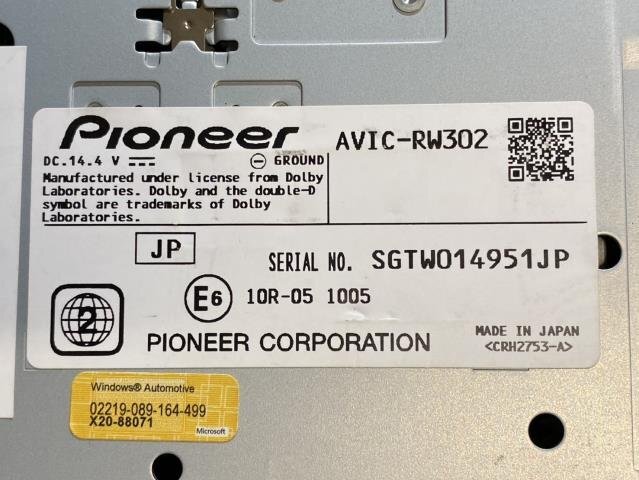 Pioneer
AVIC-RW302
DC.14.4 V
GROUND
Manufactured under license from Dolby
Laboratories. Dolby and the double-D
symbol are trademarks of Dolby
Laboratories.
JP
SERIAL NO. SGTW014951JP
2
E6 10R-05 1005
PIONEER CORPORATION
MADE IN JAPAN
<CRH2753-A>
Windows® Automotive
02219-089-164-499
X20-88071
Microsoft